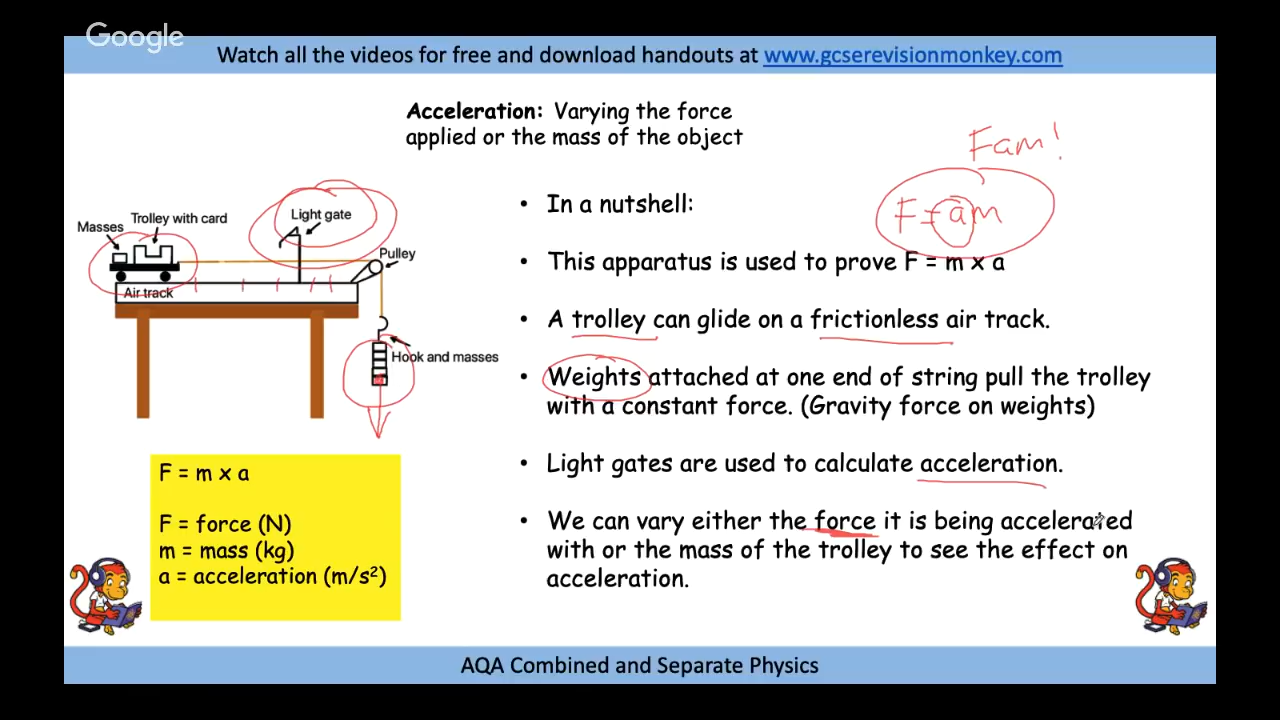 Google
Watch all the videos for free and download handouts at www.gcserevisionmonkey.com
Acceleration: Varying the force
applied or the mass of the object
Fam!
F = am
Masses
Trolley with card
Light gate
Pulley
Air track
Hook and masses
• In a nutshell:
• This apparatus is used to prove F = m x a
• A trolley can glide on a frictionless air track.
• Weights attached at one end of string pull the trolley
with a constant force. (Gravity force on weights)
• Light gates are used to calculate acceleration.
• We can vary either the force it is being accelerated
with or the mass of the trolley to see the effect on
acceleration.
F = m x a
F = force (N)
m = mass (kg)
a = acceleration (m/s²)
AQA Combined and Separate Physics